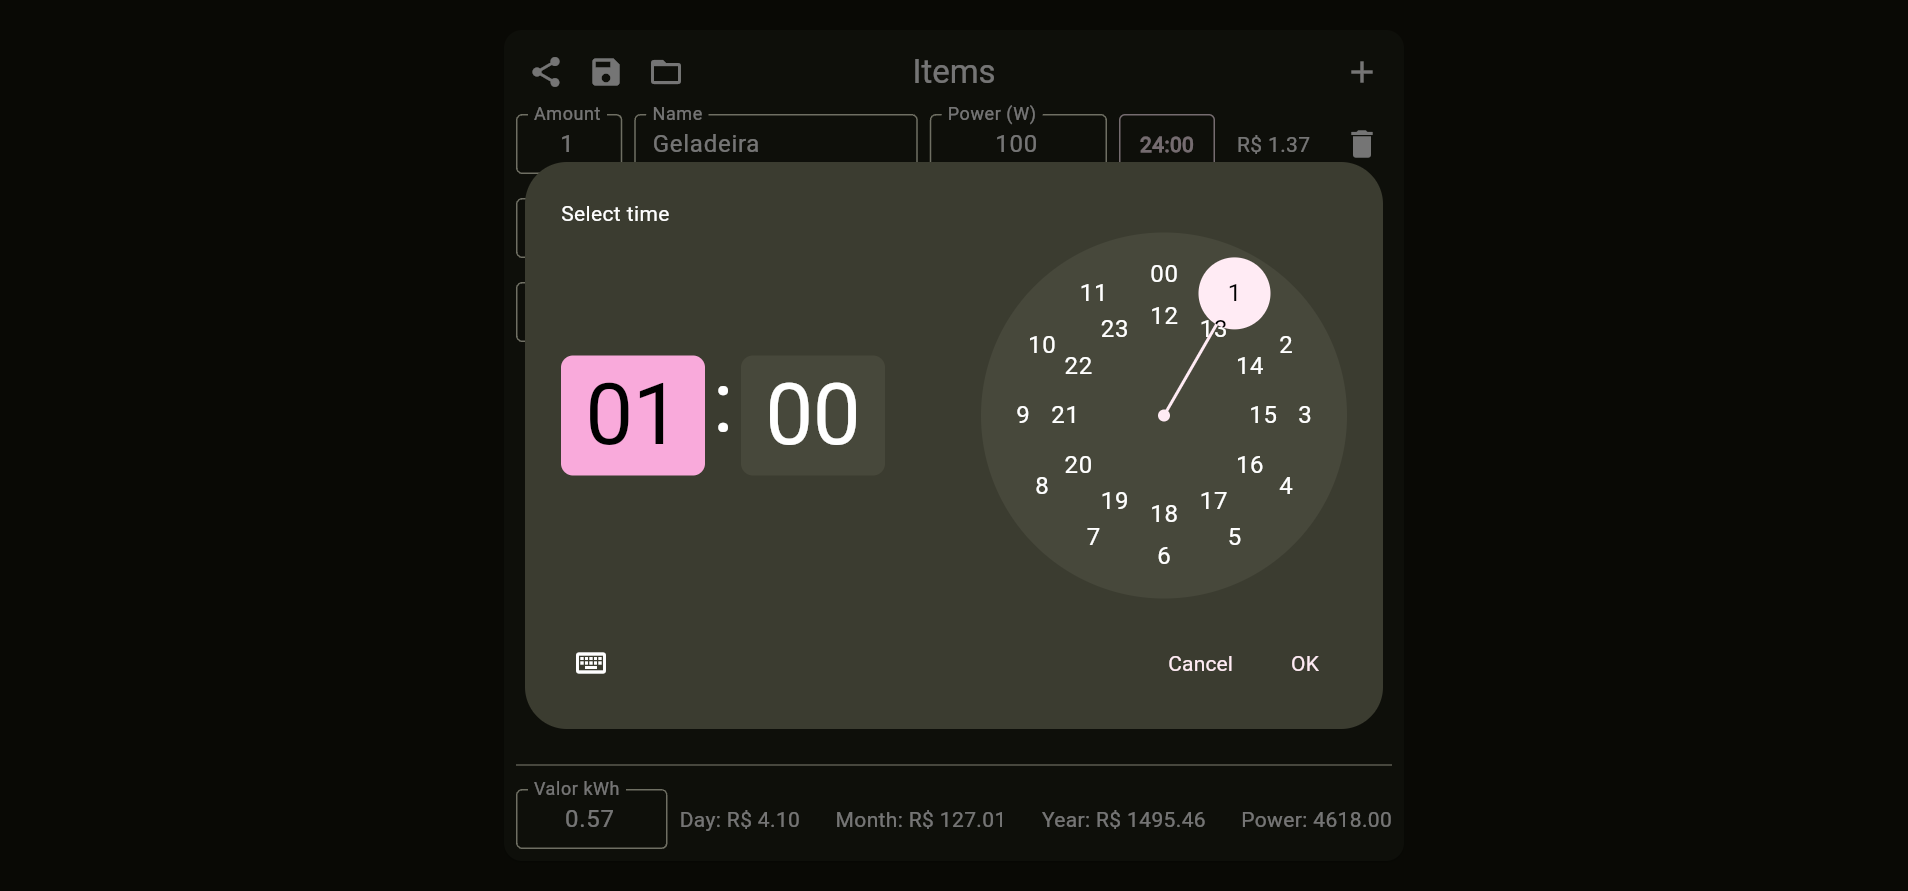 Items
Amount Name Power (W)
1 Geladeira 100 24:00 R$ 1.37
Select time
01 : 00
00
11 1
12
23 13
10 2
22 14
9 21 15 3
20 16
8 4
19 17
18
7 5
6
Cancel OK
Valor kWh
0.57 Day: R$ 4.10 Month: R$ 127.01 Year: R$ 1495.46 Power: 4618.00